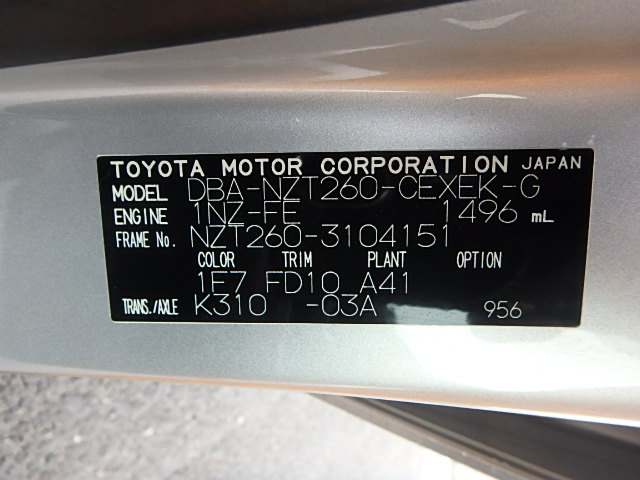 TOYOTA MOTOR CORPORATION JAPAN
MODEL DBA-NZT260-CEXEK-G
ENGINE 1NZ-FE 1496 mL
FRAME No. NZT260-3104151
COLOR TRIM PLANT OPTION
1F7 FD10 A41
TRANS./AXLE K310 -03A 956